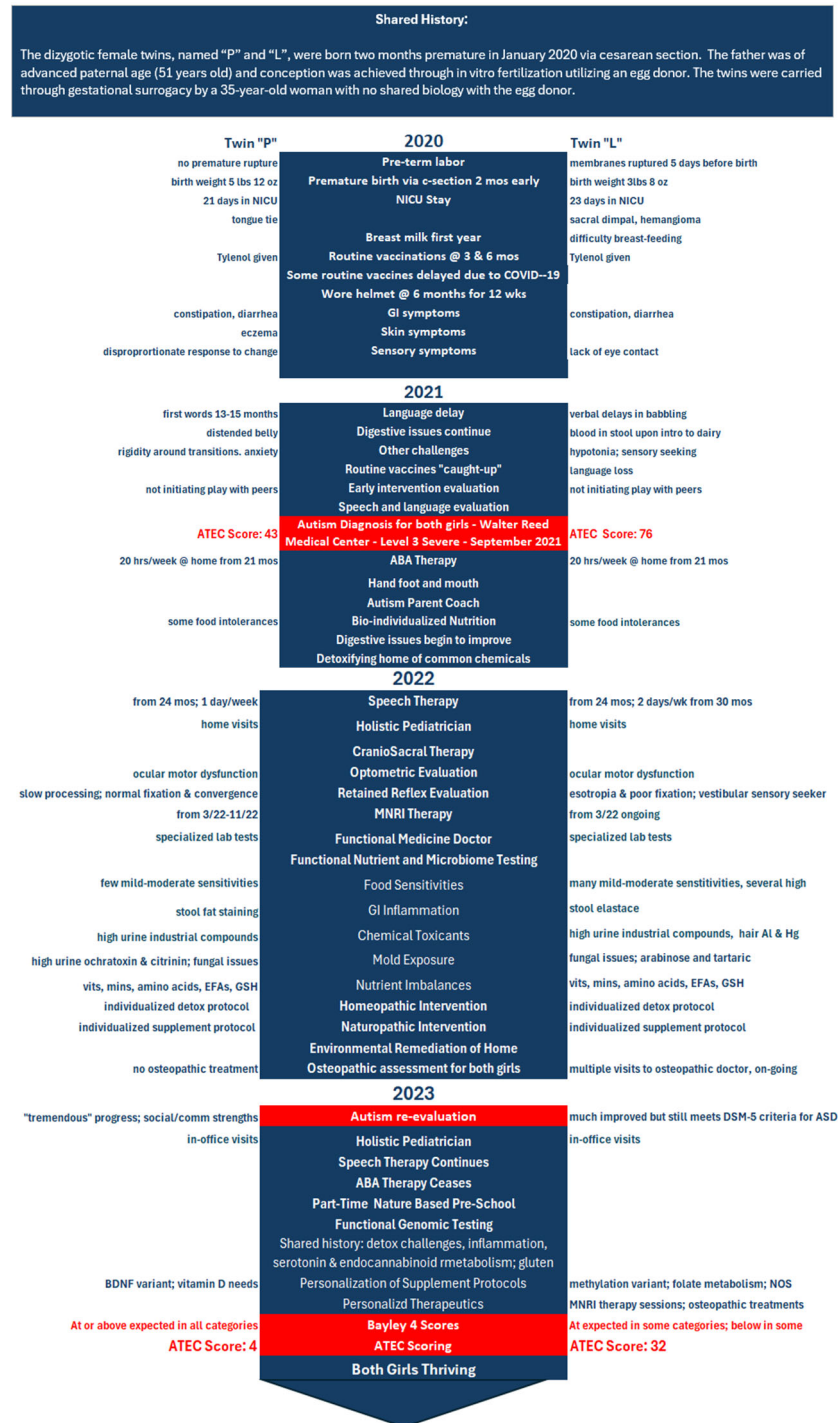 Shared History:
The dizygotic female twins, named “P” and “L”, were born two months premature in January 2020 via cesarean section. The father was of
advanced paternal age (51 years old) and conception was achieved through in vitro fertilization utilizing an egg donor. The twins were carried
through gestational surrogacy by a 35-year-old woman with no shared biology with the egg donor.
Twin "P" 2020 Twin "L"
no premature rupture Pre-term labor membranes ruptured 5 days before birth
birth weight 5 lbs 12 oz Premature birth via c-section 2 mos early birth weight 3lbs 8 oz
21 days in NICU NICU Stay 23 days in NICU
tongue tie sacral dimpal, hemangioma
Breast milk first year difficulty breast-feeding
Tylenol given Routine vaccinations @ 3 & 6 mos Tylenol given
Some routine vaccines delayed due to COVID--19
Wore helmet @ 6 months for 12 wks
constipation, diarrhea GI symptoms constipation, diarrhea
eczema Skin symptoms
disproprortionate response to change Sensory symptoms lack of eye contact
2021
first words 13-15 months Language delay verbal delays in babbling
distended belly Digestive issues continue blood in stool upon intro to dairy
rigidity around transitions. anxiety Other challenges hypotonia; sensory seeking
Routine vaccines "caught-up" language loss
not initiating play with peers Early intervention evaluation not initiating play with peers
Speech and language evaluation
ATEC Score: 43 Autism Diagnosis for both girls - Walter Reed ATEC Score: 76
Medical Center - Level 3 Severe - September 2021
20 hrs/week @ home from 21 mos ABA Therapy 20 hrs/week @ home from 21 mos
Hand foot and mouth
Autism Parent Coach
some food intolerances Bio-individualized Nutrition some food intolerances
Digestive issues begin to improve
Detoxifying home of common chemicals
2022
from 24 mos; 1 day/week Speech Therapy from 24 mos; 2 days/wk from 30 mos
home visits Holistic Pediatrician home visits
CranioSacral Therapy
ocular motor dysfunction Optometric Evaluation ocular motor dysfunction
slow processing; normal fixation & convergence Retained Reflex Evaluation esotropia & poor fixation; vestibular sensory seeker
from 3/22-11/22 MNRI Therapy from 3/22 ongoing
specialized lab tests Functional Medicine Doctor specialized lab tests
Functional Nutrient and Microbiome Testing
few mild-moderate sensitivities Food Sensitivities many mild-moderate senstitivities, several high
stool fat staining GI Inflammation stool elastace
high urine industrial compounds Chemical Toxicants high urine industrial compounds, hair Al & Hg
high urine ochratoxin & citrinin; fungal issues Mold Exposure fungal issues; arabinose and tartaric
vits, mins, amino acids, EFAs, GSH Nutrient Imbalances vits, mins, amino acids, EFAs, GSH
individualized detox protocol Homeopathic Intervention individualized detox protocol
individualized supplement protocol Naturopathic Intervention individualized supplement protocol
Environmental Remediation of Home
no osteopathic treatment Osteopathic assessment for both girls multiple visits to osteopathic doctor, on-going
2023
"tremendous" progress; social/comm strengths Autism re-evaluation much improved but still meets DSM-5 criteria for ASD
in-office visits Holistic Pediatrician in-office visits
Speech Therapy Continues
ABA Therapy Ceases
Part-Time Nature Based Pre-School
Functional Genomic Testing
Shared history: detox challenges, inflammation,
serotonin & endocannabinoid rmetabolism; gluten
BDNF variant; vitamin D needs Personalization of Supplement Protocols methylation variant; folate metabolism; NOS
Personalizd Therapeutics MNRI therapy sessions; osteopathic treatments
At or above expected in all categories Bayley 4 Scores At expected in some categories; below in some
ATEC Score: 4 ATEC Scoring ATEC Score: 32
Both Girls Thriving